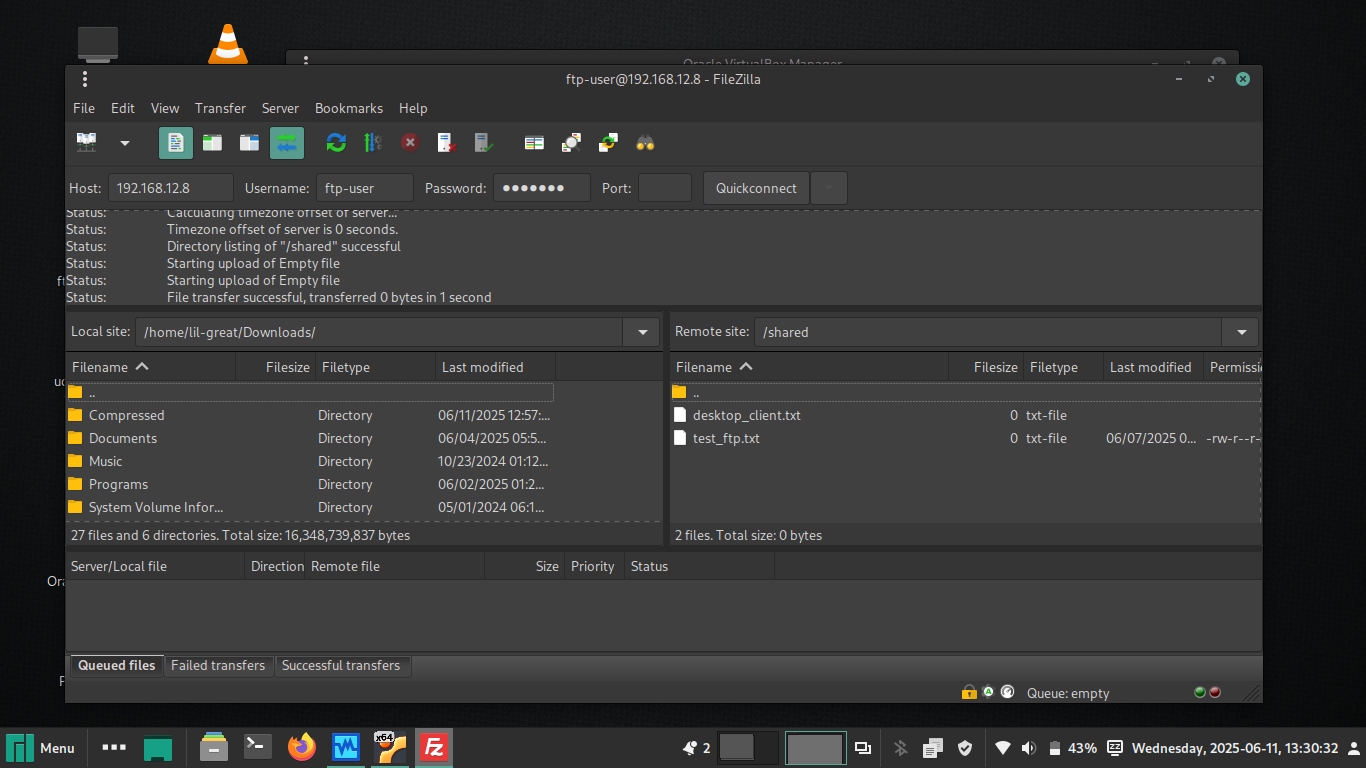 Oracle VirtualBox Manager
ftp-user@192.168.12.8 - FileZilla
File Edit View Transfer Server Bookmarks Help
Host: 192.168.12.8 Username: ftp-user Password: ●●●●●●● Port: Quickconnect
Status: Calculating timezone offset of server...
Status: Timezone offset of server is 0 seconds.
Status: Directory listing of "/shared" successful
Status: Starting upload of Empty file
Status: Starting upload of Empty file
Status: File transfer successful, transferred 0 bytes in 1 second
Local site: /home/lil-great/Downloads/ Remote site: /shared
Filename Filesize Filetype Last modified
..
Compressed Directory 06/11/2025 12:57:...
Documents Directory 06/04/2025 05:5...
Music Directory 10/23/2024 01:12...
Programs Directory 06/02/2025 01:2...
System Volume Infor... Directory 05/01/2024 06:1...
27 files and 6 directories. Total size: 16,348,739,837 bytes
Filename Filesize Filetype Last modified Permissi
..
desktop_client.txt 0 txt-file
test_ftp.txt 0 txt-file 06/07/2025 0... -rw-r--r-
2 files. Total size: 0 bytes
Server/Local file Direction Remote file Size Priority Status
Queued files Failed transfers Successful transfers
Queue: empty
Menu x64 Fz 2 43% zz Wednesday, 2025-06-11, 13:30:32